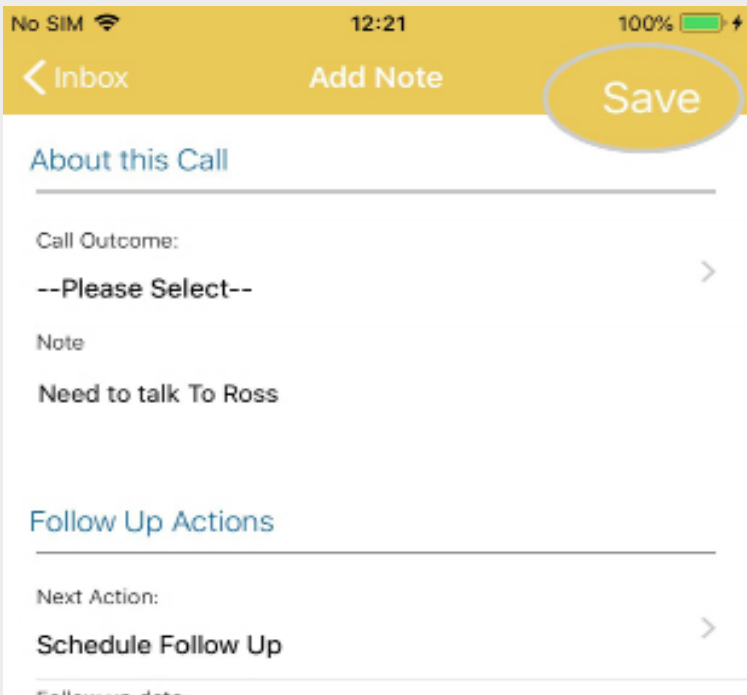 No SIM 12:21 100%
Inbox Add Note Save
About this Call
Call Outcome:
--Please Select--
Note
Need to talk To Ross
Follow Up Actions
Next Action:
Schedule Follow Up